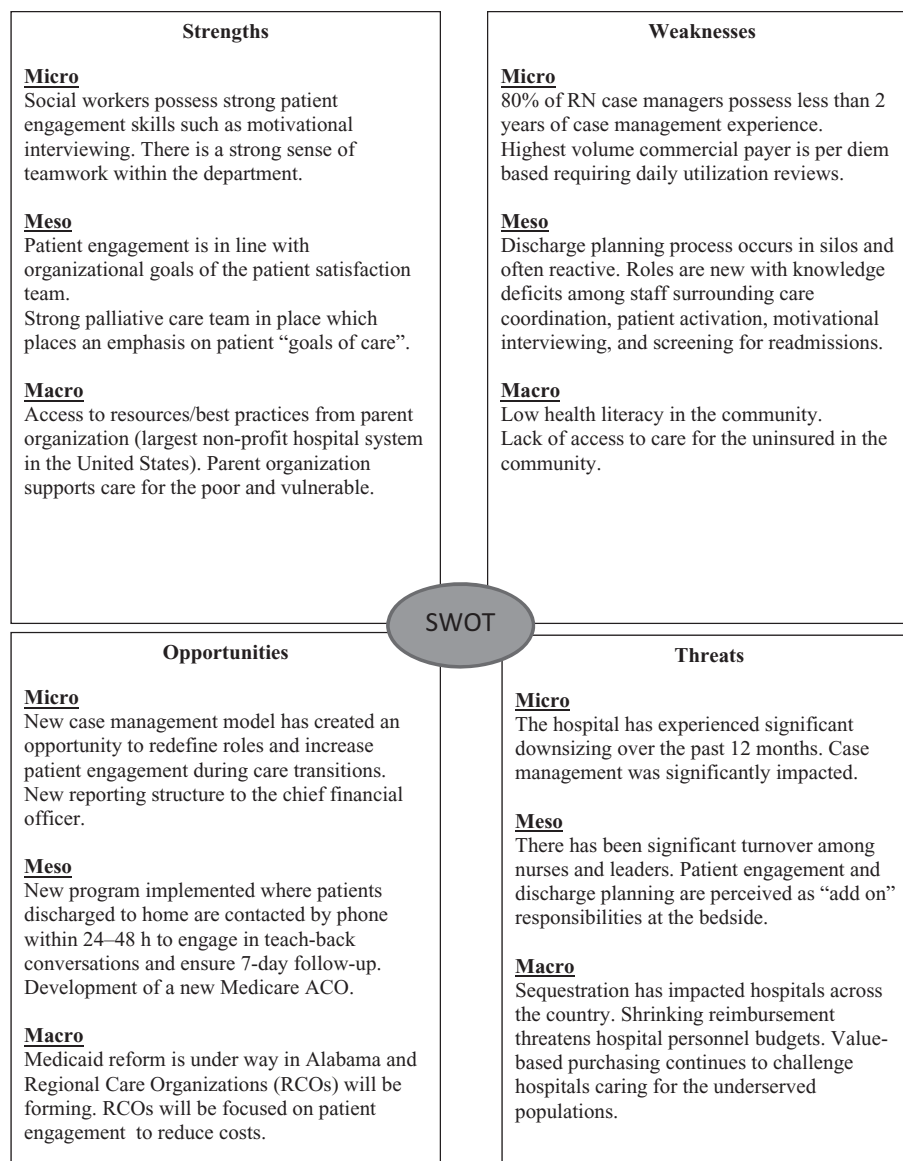 Strengths
Micro
Social workers possess strong patient
engagement skills such as motivational
interviewing. There is a strong sense of
teamwork within the department.
Meso
Patient engagement is in line with
organizational goals of the patient satisfaction
team.
Strong palliative care team in place which
places an emphasis on patient “goals of care”.
Macro
Access to resources/best practices from parent
organization (largest non-profit hospital system
in the United States). Parent organization
supports care for the poor and vulnerable.
Weaknesses
Micro
80% of RN case managers possess less than 2
years of case management experience.
Highest volume commercial payer is per diem
based requiring daily utilization reviews.
Meso
Discharge planning process occurs in silos and
often reactive. Roles are new with knowledge
deficits among staff surrounding care
coordination, patient activation, motivational
interviewing, and screening for readmissions.
Macro
Low health literacy in the community.
Lack of access to care for the uninsured in the
community.
SWOT
Opportunities
Micro
New case management model has created an
opportunity to redefine roles and increase
patient engagement during care transitions.
New reporting structure to the chief financial
officer.
Meso
New program implemented where patients
discharged to home are contacted by phone
within 24–48 h to engage in teach-back
conversations and ensure 7-day follow-up.
Development of a new Medicare ACO.
Macro
Medicaid reform is under way in Alabama and
Regional Care Organizations (RCOs) will be
forming. RCOs will be focused on patient
engagement to reduce costs.
Threats
Micro
The hospital has experienced significant
downsizing over the past 12 months. Case
management was significantly impacted.
Meso
There has been significant turnover among
nurses and leaders. Patient engagement and
discharge planning are perceived as “add on”
responsibilities at the bedside.
Macro
Sequestration has impacted hospitals across
the country. Shrinking reimbursement
threatens hospital personnel budgets. Value-
based purchasing continues to challenge
hospitals caring for the underserved
populations.